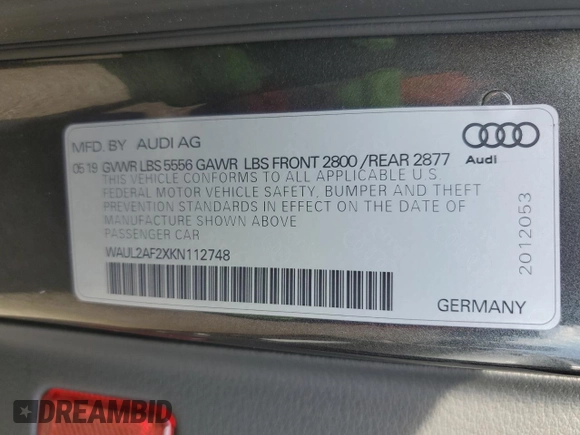 MFD. BY AUDI AG
05 19 GVWR LBS 5556 GAWR LBS FRONT 2800 /REAR 2877
THIS VEHICLE CONFORMS TO ALL APPLICABLE U S
FEDERAL MOTOR VEHICLE SAFETY, BUMPER AND THEFT
PREVENTION STANDARDS IN EFFECT ON THE DATE OF
MANUFACTURE SHOWN ABOVE
PASSENGER CAR
WAUL2AF2XKN112748
Audi
2012053
GERMANY
DREAMBID